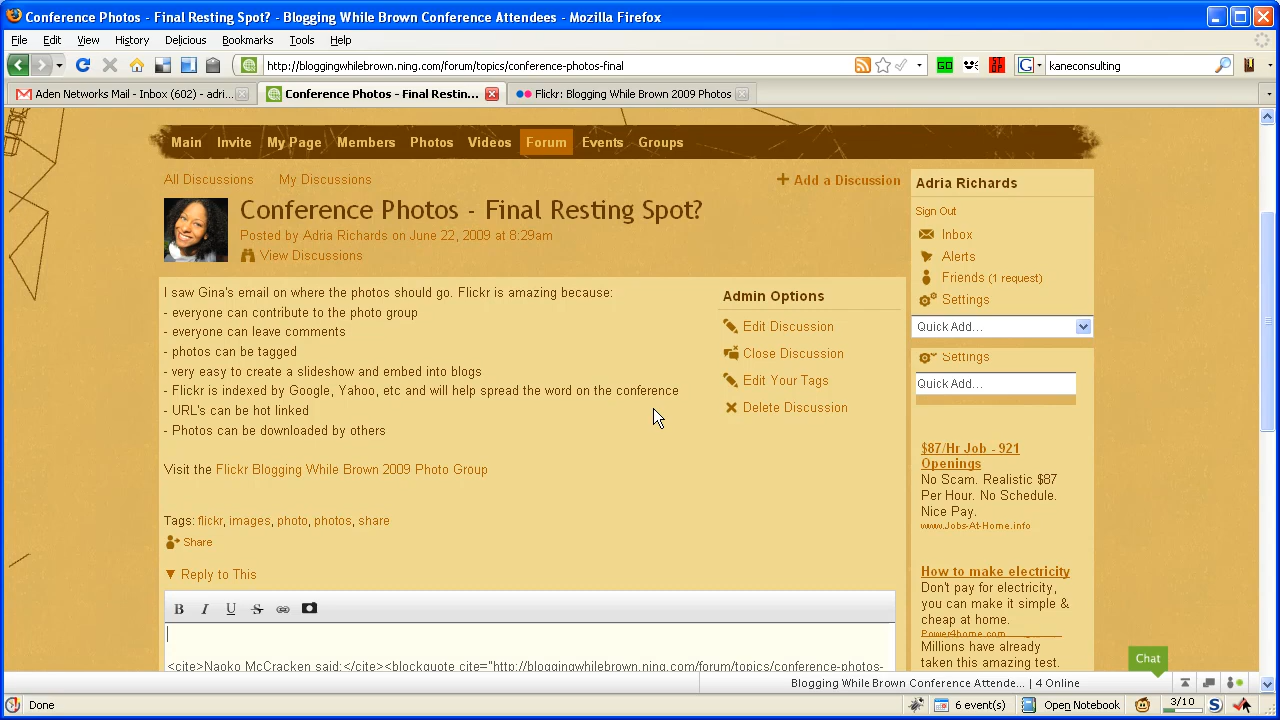 Conference Photos - Final Resting Spot? - Blogging While Brown Conference Attendees - Mozilla Firefox
File Edit View History Delicious Bookmarks Tools Help
http://bloggingwhilebrown.ning.com/forum/topics/conference-photos-final
GO
G
kaneconsulting
Aden Networks Mail - Inbox (602) - adri...
Conference Photos - Final Restin...
Flickr: Blogging While Brown 2009 Photos
Main Invite My Page Members Photos Videos Forum Events Groups
All Discussions My Discussions
+ Add a Discussion
Conference Photos - Final Resting Spot?
Posted by Adria Richards on June 22, 2009 at 8:29am
View Discussions
I saw Gina's email on where the photos should go. Flickr is amazing because:
- everyone can contribute to the photo group
- everyone can leave comments
- photos can be tagged
- very easy to create a slideshow and embed into blogs
- Flickr is indexed by Google, Yahoo, etc and will help spread the word on the conference
- URL's can be hot linked
- Photos can be downloaded by others
Visit the Flickr Blogging While Brown 2009 Photo Group
Tags: flickr, images, photo, photos, share
Share
▼ Reply to This
B I U S
<cite>Naoko McCracken said:</cite><blockquote cite="http://bloggingwhilebrown.ning.com/forum/topics/conference-photos-
Admin Options
Edit Discussion
Close Discussion
Edit Your Tags
Delete Discussion
Adria Richards
Sign Out
Inbox
Alerts
Friends (1 request)
Settings
Quick Add...
Settings
Quick Add...
$87/Hr Job - 921
Openings
No Scam. Realistic $87
Per Hour. No Schedule.
Nice Pay.
www.Jobs-At-Home.info
How to make electricity
Don't pay for electricity,
you can make it simple &
cheap at home.
Power4home.com
Millions have already
taken this amazing test.
Chat
Blogging While Brown Conference Attende... | 4 Online
Done
6 event(s)
Open Notebook
3/10
S